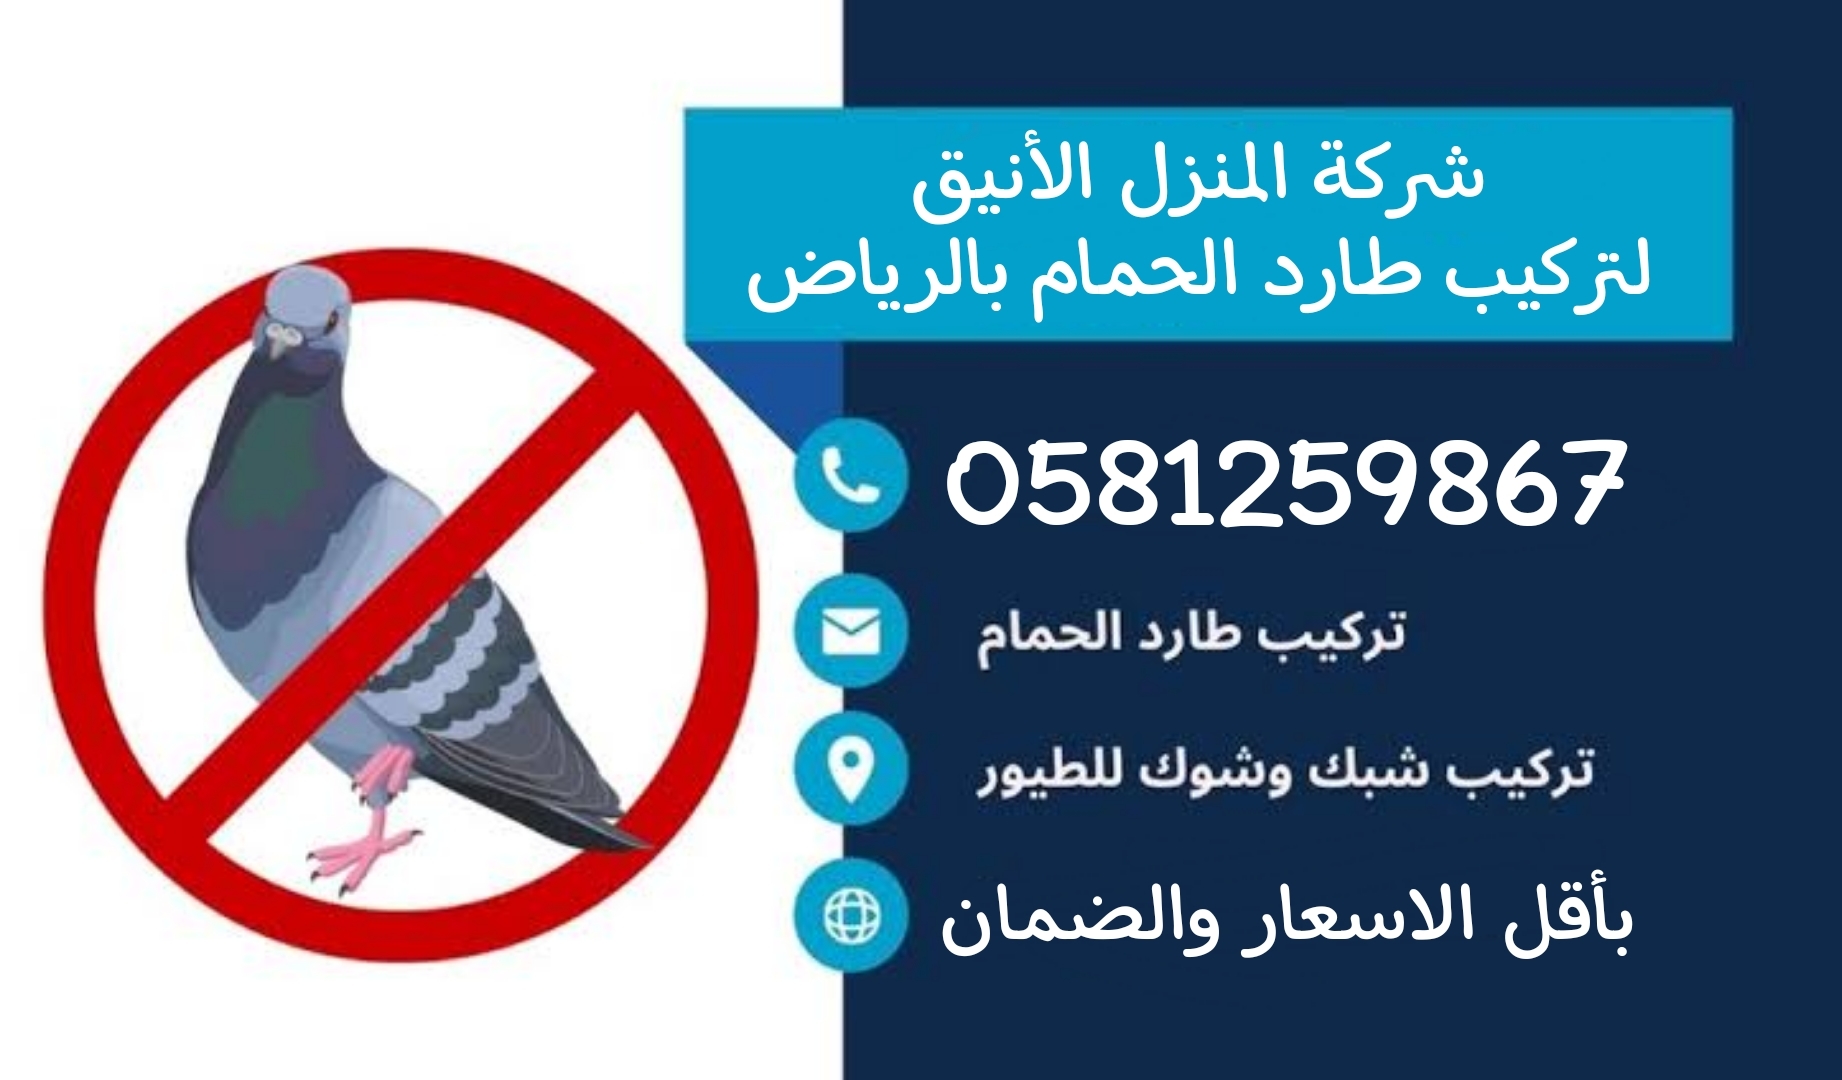 شركة المنزل الأنيق
لتركيب طارد الحمام بالرياض
0581259867
تركيب طارد الحمام
تركيب شبك وشوك للطيور
بأقل الاسعار والضمان